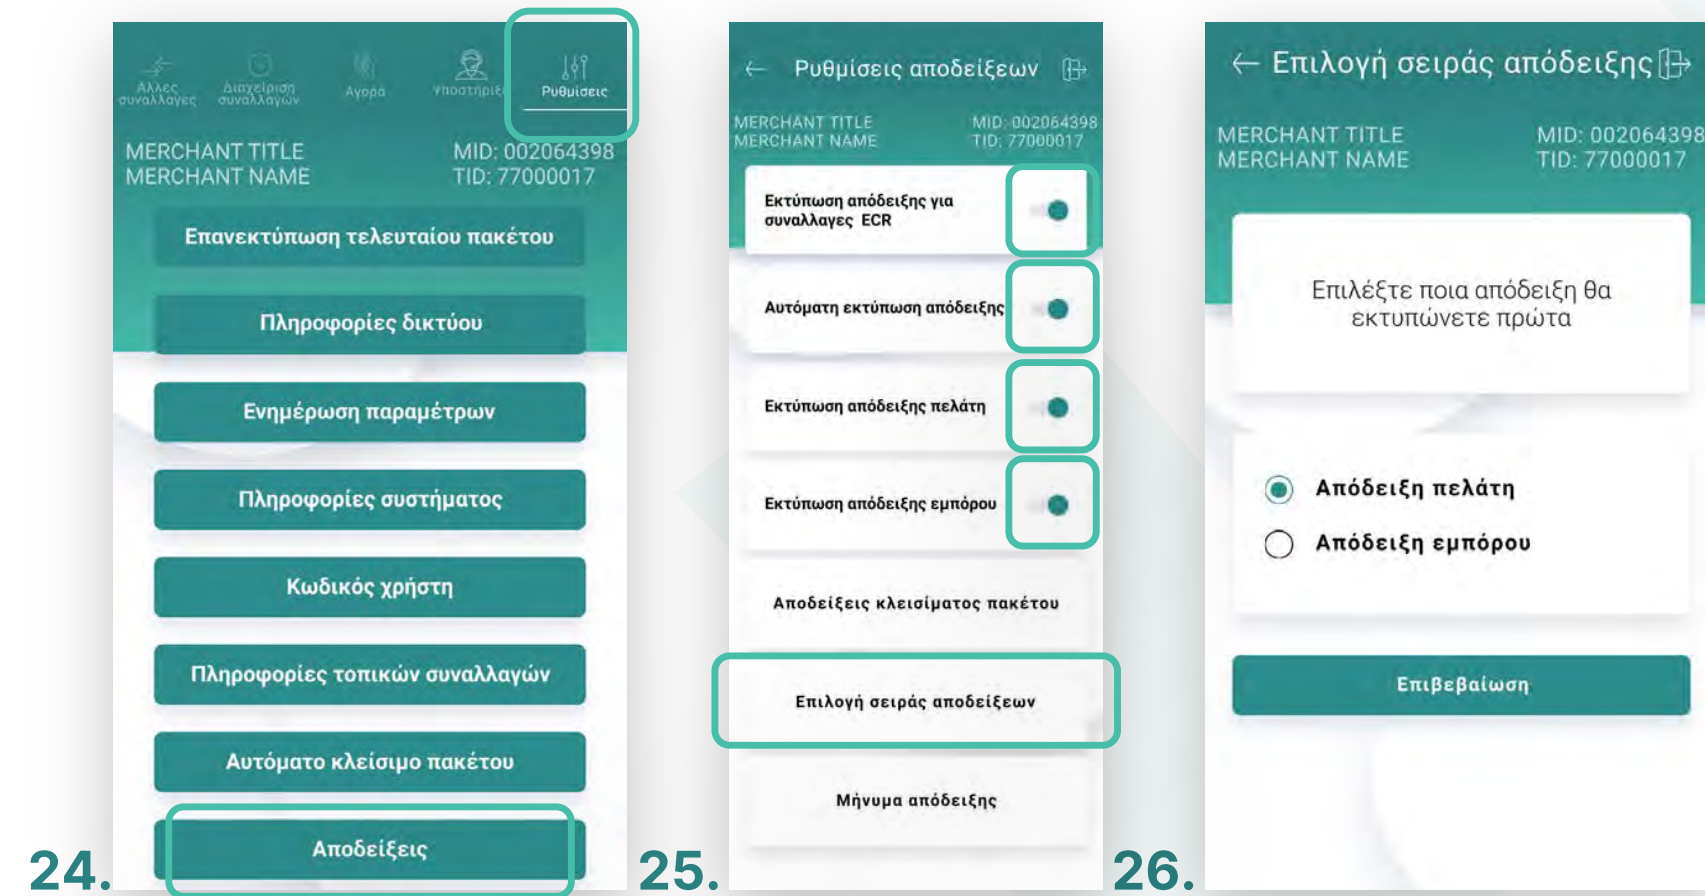 Άλλες Διαχείριση Αγορά Υποστήριξη Ρυθμίσεις
συναλλαγες συναλλαγών
MERCHANT TITLE MID: 002064398
MERCHANT NAME TID: 77000017
Επανεκτύπωση τελευταίου πακέτου
Πληροφορίες δικτύου
Ενημέρωση παραμέτρων
Πληροφορίες συστήματος
Κωδικός χρήστη
Πληροφορίες τοπικών συναλλαγών
Αυτόματο κλείσιμο πακέτου
Αποδείξεις
24.
Ρυθμίσεις αποδείξεων
MERCHANT TITLE MID: 002064398
MERCHANT NAME TID: 77000017
Εκτύπωση απόδειξης για
συναλλαγες ECR
Αυτόματη εκτύπωση απόδειξης
Εκτύπωση απόδειξης πελάτη
Εκτύπωση απόδειξης εμπόρου
Αποδείξεις κλεισίματος πακέτου
Επιλογή σειράς αποδείξεων
Μήνυμα απόδειξης
25.
Επιλογή σειράς απόδειξης
MERCHANT TITLE MID: 002064398
MERCHANT NAME TID: 77000017
Επιλέξτε ποια απόδειξη θα
εκτυπώνετε πρώτα
Απόδειξη πελάτη
Απόδειξη εμπόρου
Επιβεβαίωση
26.